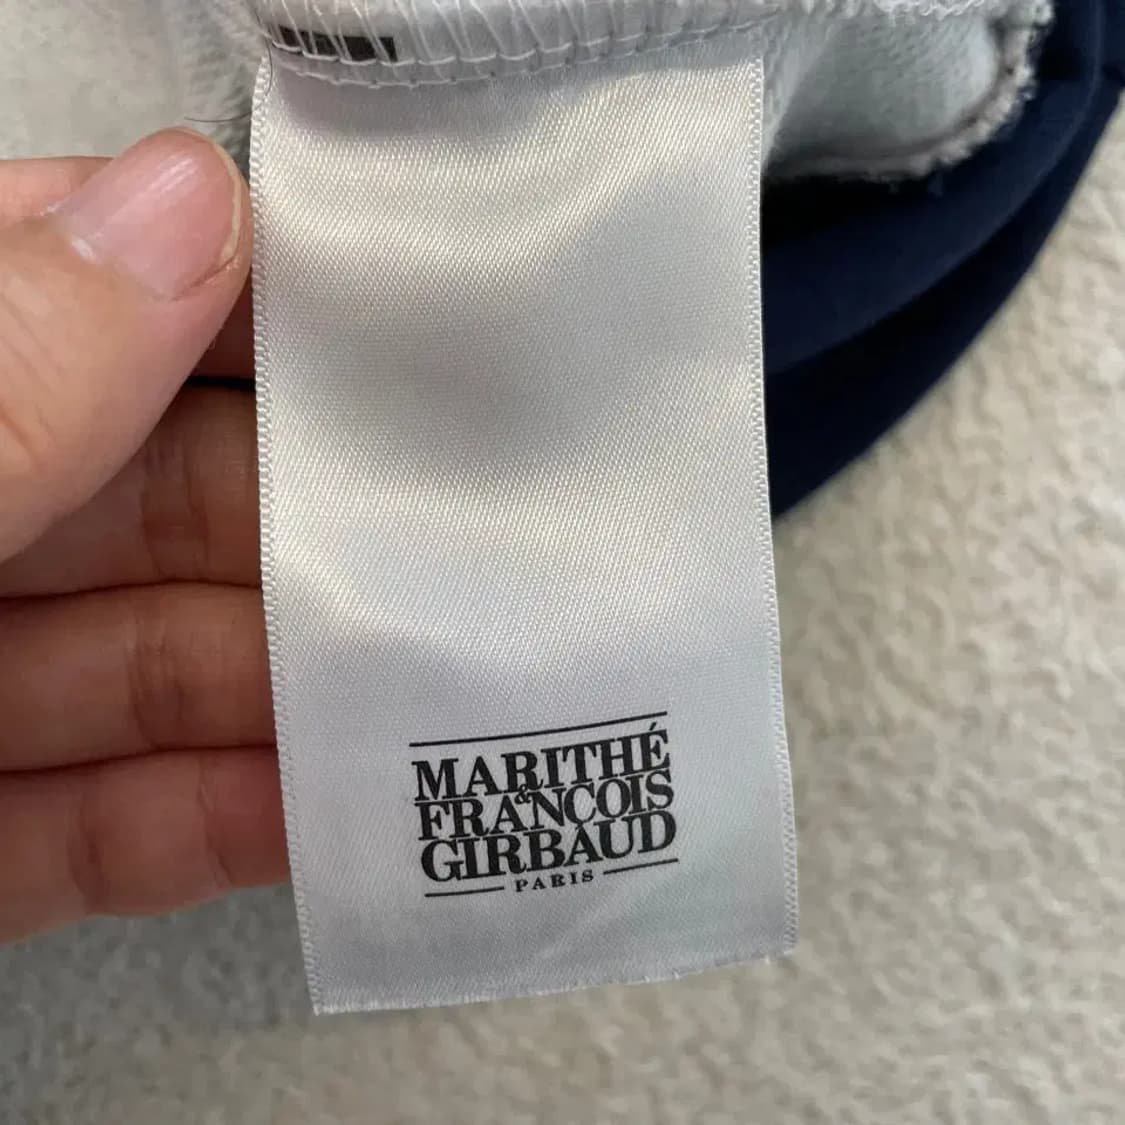 MARITHÉ
&
FRANÇOIS
GIRBAUD
PARIS